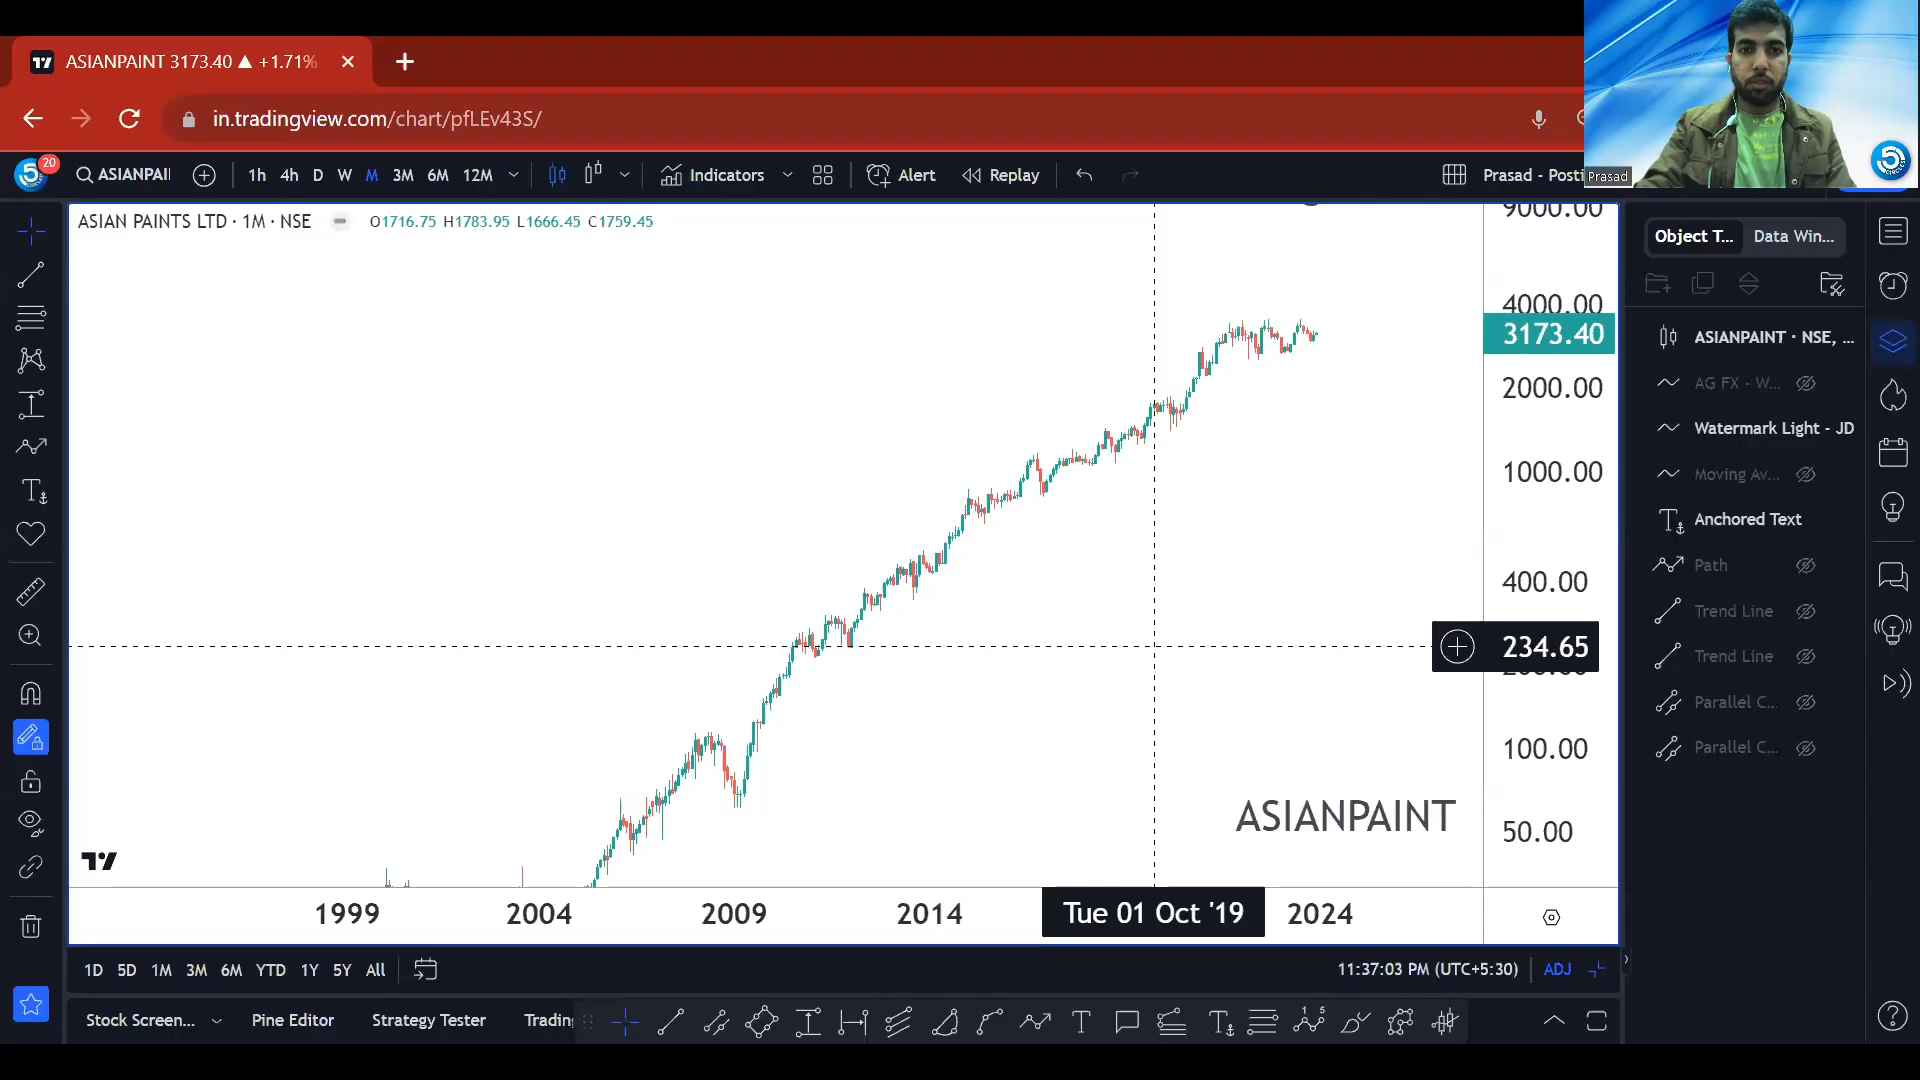 ASIANPAINT 3173.40 ▲ +1.71%
in.tradingview.com/chart/pfLEv43S/
Prasad
20
ASIANPAI
1h 4h D W M 3M 6M 12M
Indicators
Alert
Replay
Prasad - Posti
ASIAN PAINTS LTD · 1M · NSE
O1716.75 H1783.95 L1666.45 C1759.45
9000.00
4000.00
3173.40
2000.00
1000.00
400.00
234.65
100.00
50.00
ASIANPAINT
1999
2004
2009
2014
Tue 01 Oct '19
2024
Object T...
Data Win...
ASIANPAINT · NSE, ...
AG FX - W...
Watermark Light - JD
Moving Av...
Anchored Text
Path
Trend Line
Trend Line
Parallel C...
Parallel C...
1D 5D 1M 3M 6M YTD 1Y 5Y All
11:37:03 PM (UTC+5:30)
ADJ
Stock Screen...
Pine Editor
Strategy Tester
Trading